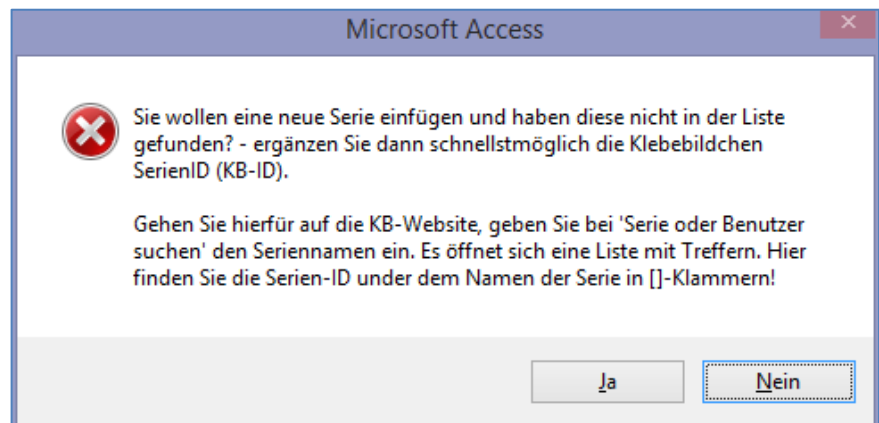 Microsoft Access
Sie wollen eine neue Serie einfügen und haben diese nicht in der Liste
gefunden? - ergänzen Sie dann schnellstmöglich die Klebebildchen
SerienID (KB-ID).
Gehen Sie hierfür auf die KB-Website, geben Sie bei 'Serie oder Benutzer
suchen' den Seriennamen ein. Es öffnet sich eine Liste mit Treffern. Hier
finden Sie die Serien-ID under dem Namen der Serie in []-Klammern!
Ja
Nein